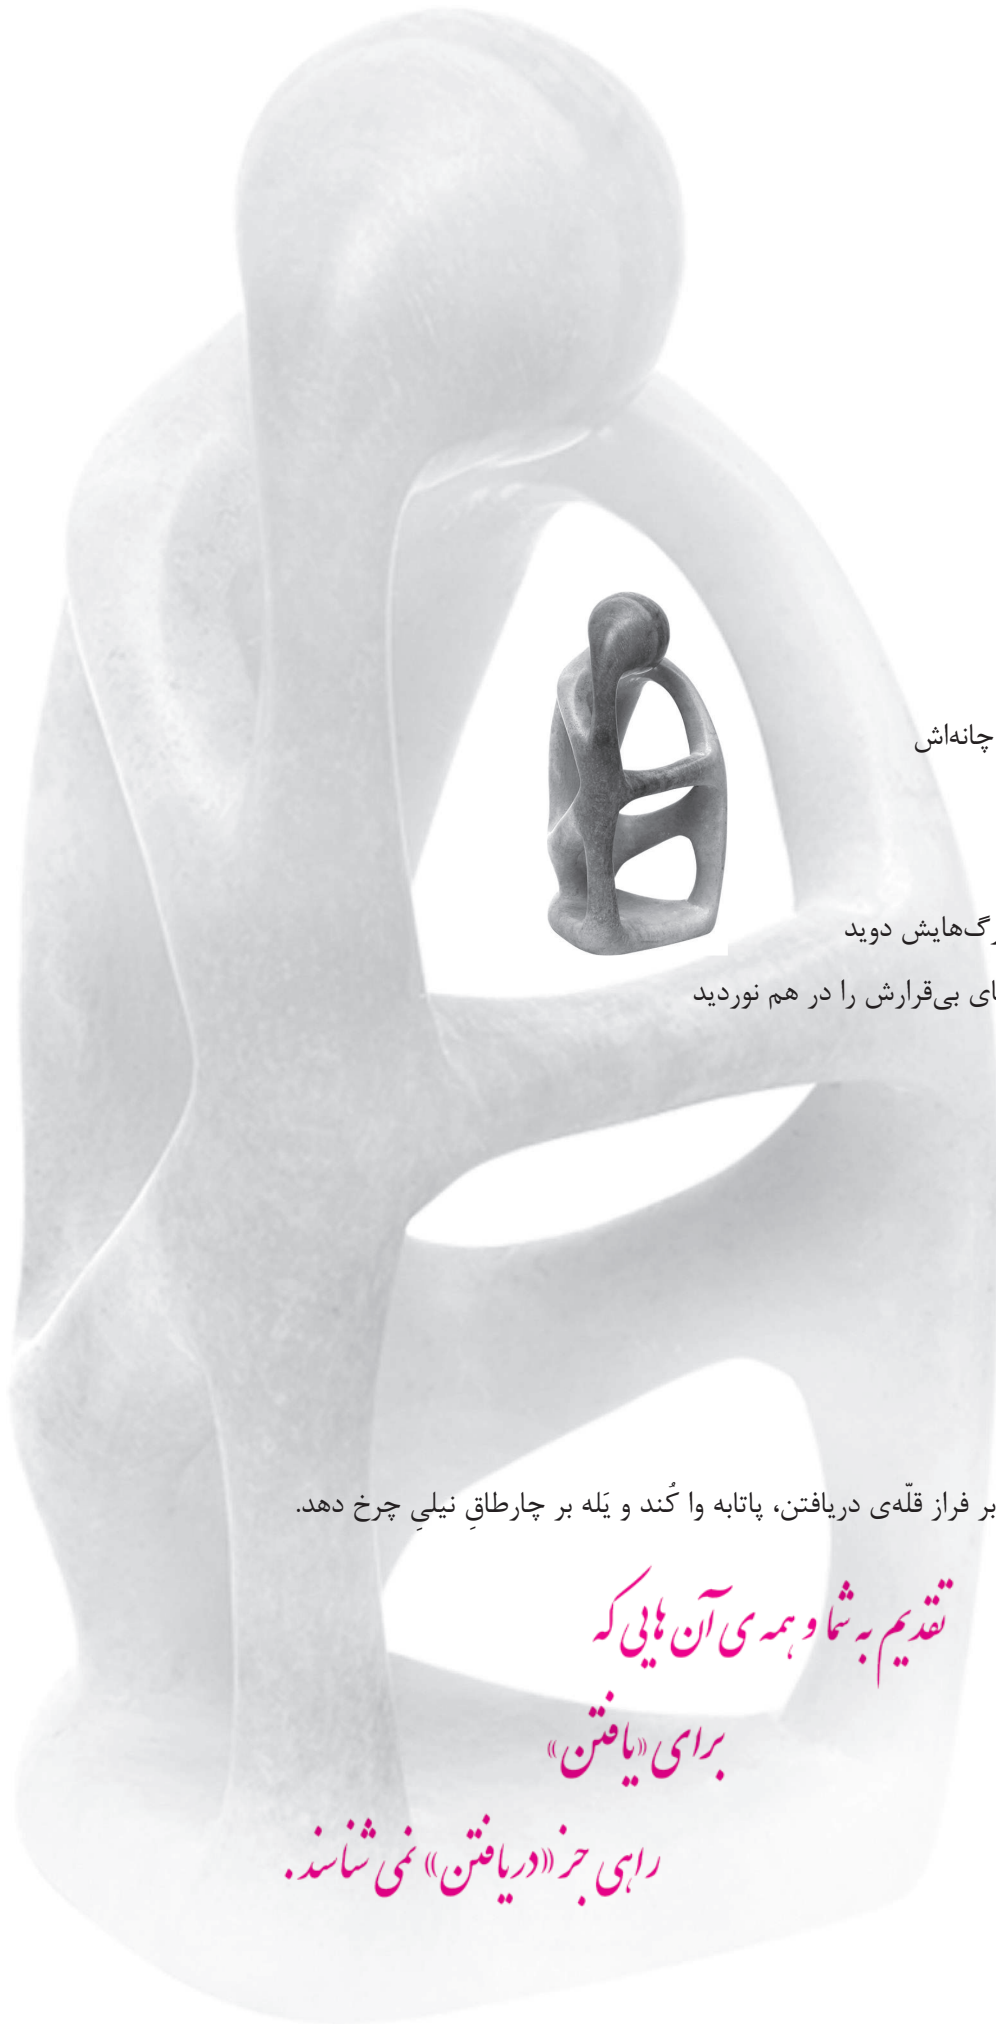 چانه‌اش
رگ‌هایش دوید
بی‌قرارش را در هم نوردید
بر فراز قلّه‌ی دریافتن، پاتابه وا کُند و یَله بر چارطاقِ نیلیِ چرخ دهد.
تقدیم به شما و همه ی آن هایی که
برای «یافتن»
راهی جز «دریافتن» نمی شناسند.